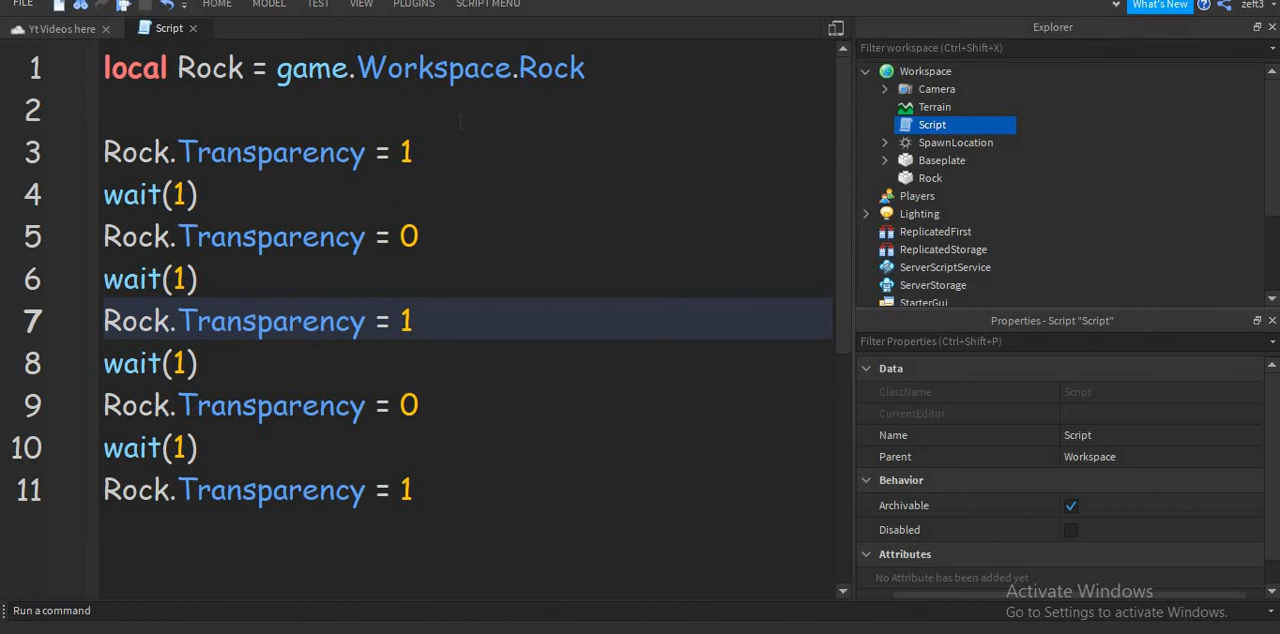 FILE HOME MODEL TEST VIEW PLUGINS SCRIPT MENU What's New zeft3
Yt Videos here Script
1 local Rock = game.Workspace.Rock
2
3 Rock.Transparency = 1
4 wait(1)
5 Rock.Transparency = 0
6 wait(1)
7 Rock.Transparency = 1
8 wait(1)
9 Rock.Transparency = 0
10 wait(1)
11 Rock.Transparency = 1
Explorer
Filter workspace (Ctrl+Shift+X)
Workspace
Camera
Terrain
Script
SpawnLocation
Baseplate
Rock
Players
Lighting
ReplicatedFirst
ReplicatedStorage
ServerScriptService
ServerStorage
StarterGui
Properties - Script "Script"
Filter Properties (Ctrl+Shift+P)
Data
ClassName Script
CurrentEditor
Name Script
Parent Workspace
Behavior
Archivable
Disabled
Attributes
No Attribute has been added yet
Activate Windows
Go to Settings to activate Windows.
Run a command